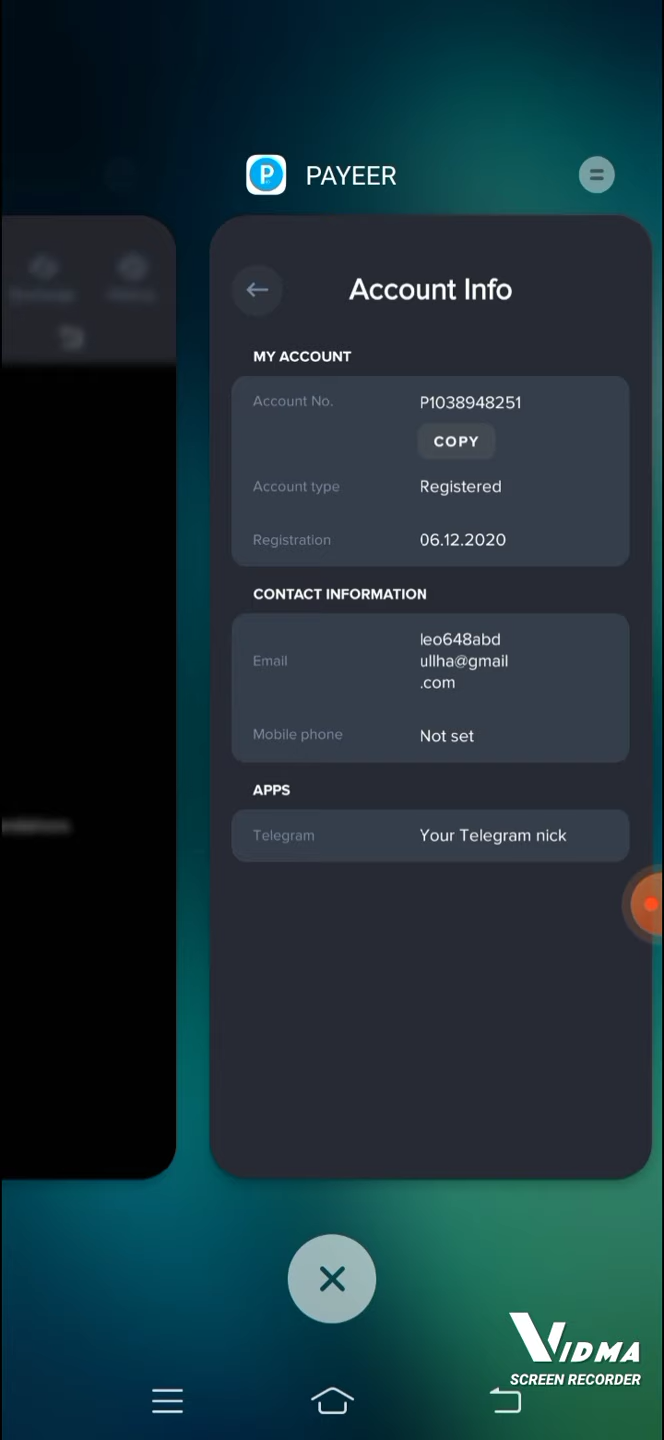 PAYEER
Account Info
MY ACCOUNT
Account No. P1038948251
COPY
Account type Registered
Registration 06.12.2020
CONTACT INFORMATION
Email leo648abd
ullha@gmail
.com
Mobile phone Not set
APPS
Telegram Your Telegram nick
VIDMA
SCREEN RECORDER